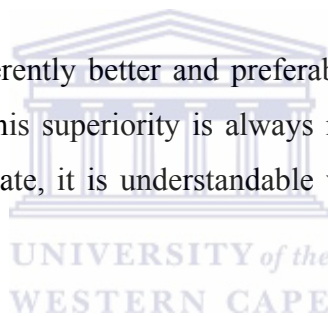 erently better and preferab
his superiority is always
ate, it is understandable
UNIVERSITY of the
WESTERN CAPE